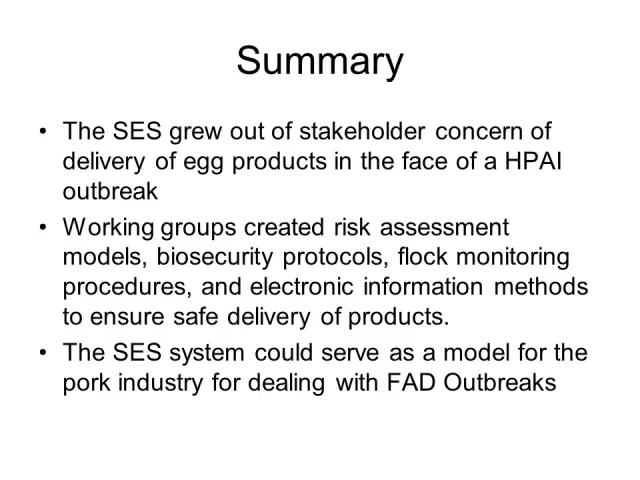 Summary
• The SES grew out of stakeholder concern of
delivery of egg products in the face of a HPAI
outbreak
• Working groups created risk assessment
models, biosecurity protocols, flock monitoring
procedures, and electronic information methods
to ensure safe delivery of products.
• The SES system could serve as a model for the
pork industry for dealing with FAD Outbreaks